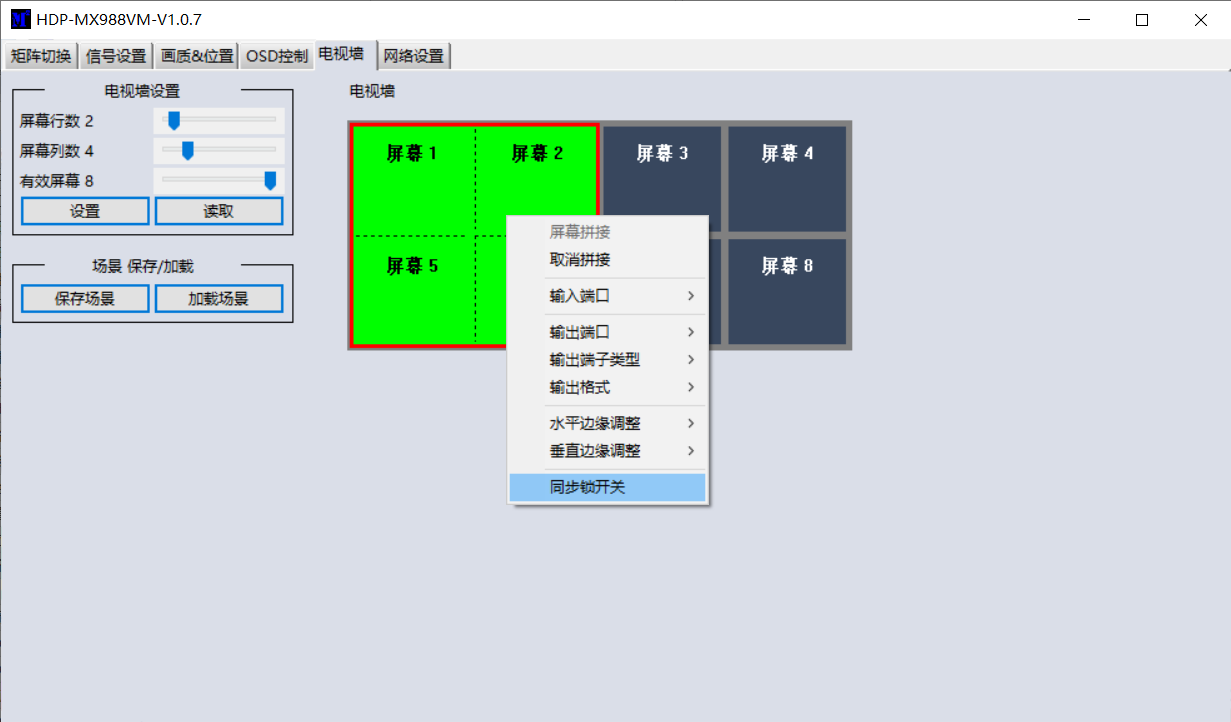 HDP-MX988VM-V1.0.7
矩阵切换 信号设置 画质&位置 OSD控制 电视墙 网络设置
电视墙设置
屏幕行数 2
屏幕列数 4
有效屏幕 8
设置 读取
场景 保存/加载
保存场景 加载场景
电视墙
屏幕 1 屏幕 2 屏幕 3 屏幕 4
屏幕 5 屏幕 8
屏幕拼接
取消拼接
输入端口
输出端口
输出端子类型
输出格式
水平边缘调整
垂直边缘调整
同步锁开关